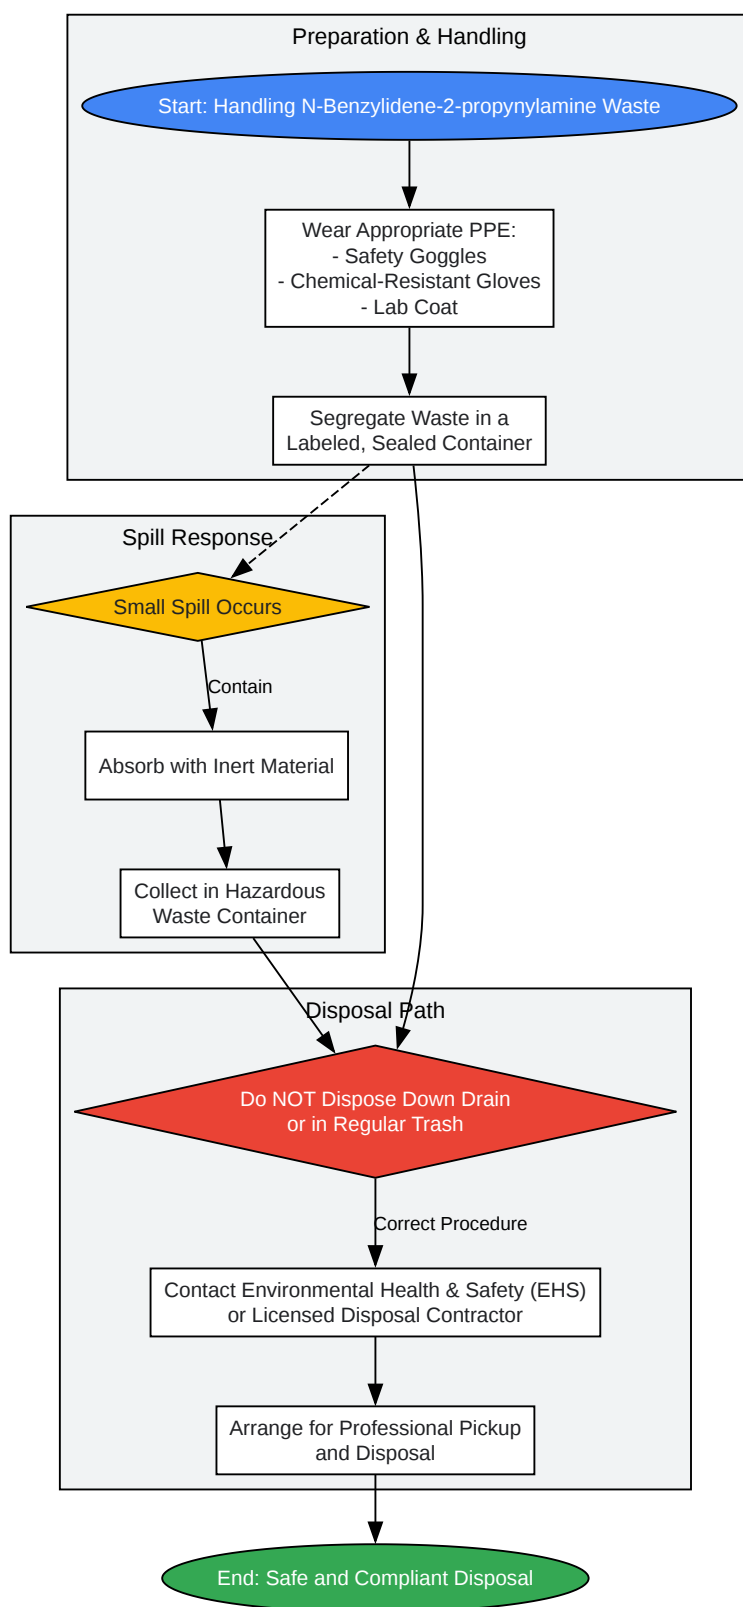 Preparation & Handling
Start: Handling N-Benzylidene-2-propynylamine Waste
Wear Appropriate PPE:
- Safety Goggles
- Chemical-Resistant Gloves
- Lab Coat
Segregate Waste in a
Labeled, Sealed Container
Spill Response
Small Spill Occurs
Contain
Absorb with Inert Material
Collect in Hazardous
Waste Container
Disposal Path
Do NOT Dispose Down Drain
or in Regular Trash
Correct Procedure
Contact Environmental Health & Safety (EHS)
or Licensed Disposal Contractor
Arrange for Professional Pickup
and Disposal
End: Safe and Compliant Disposal